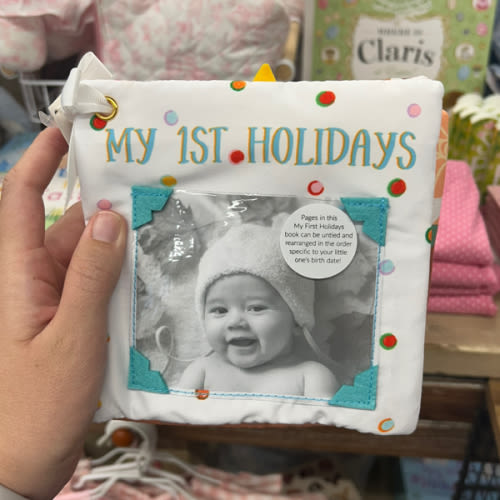 Claris
MY 1ST HOLIDAYS
Pages in this
My First Holidays
book can be untied and
rearranged in the order
specific to your little
one's birth date!